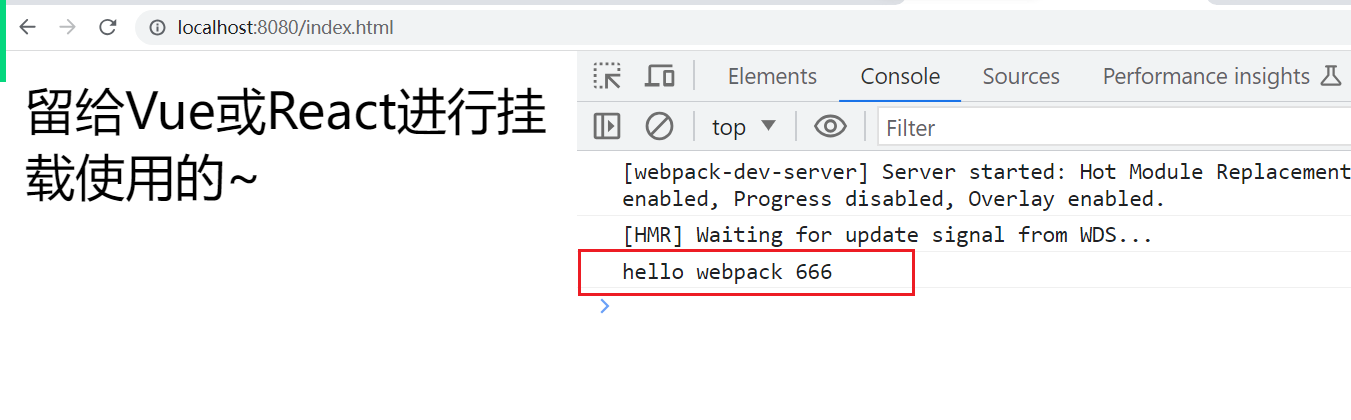 localhost:8080/index.html
留给Vue或React进行挂
载使用的~
Elements Console Sources Performance insights
top Filter
[webpack-dev-server] Server started: Hot Module Replacement
enabled, Progress disabled, Overlay enabled.
[HMR] Waiting for update signal from WDS...
hello webpack 666